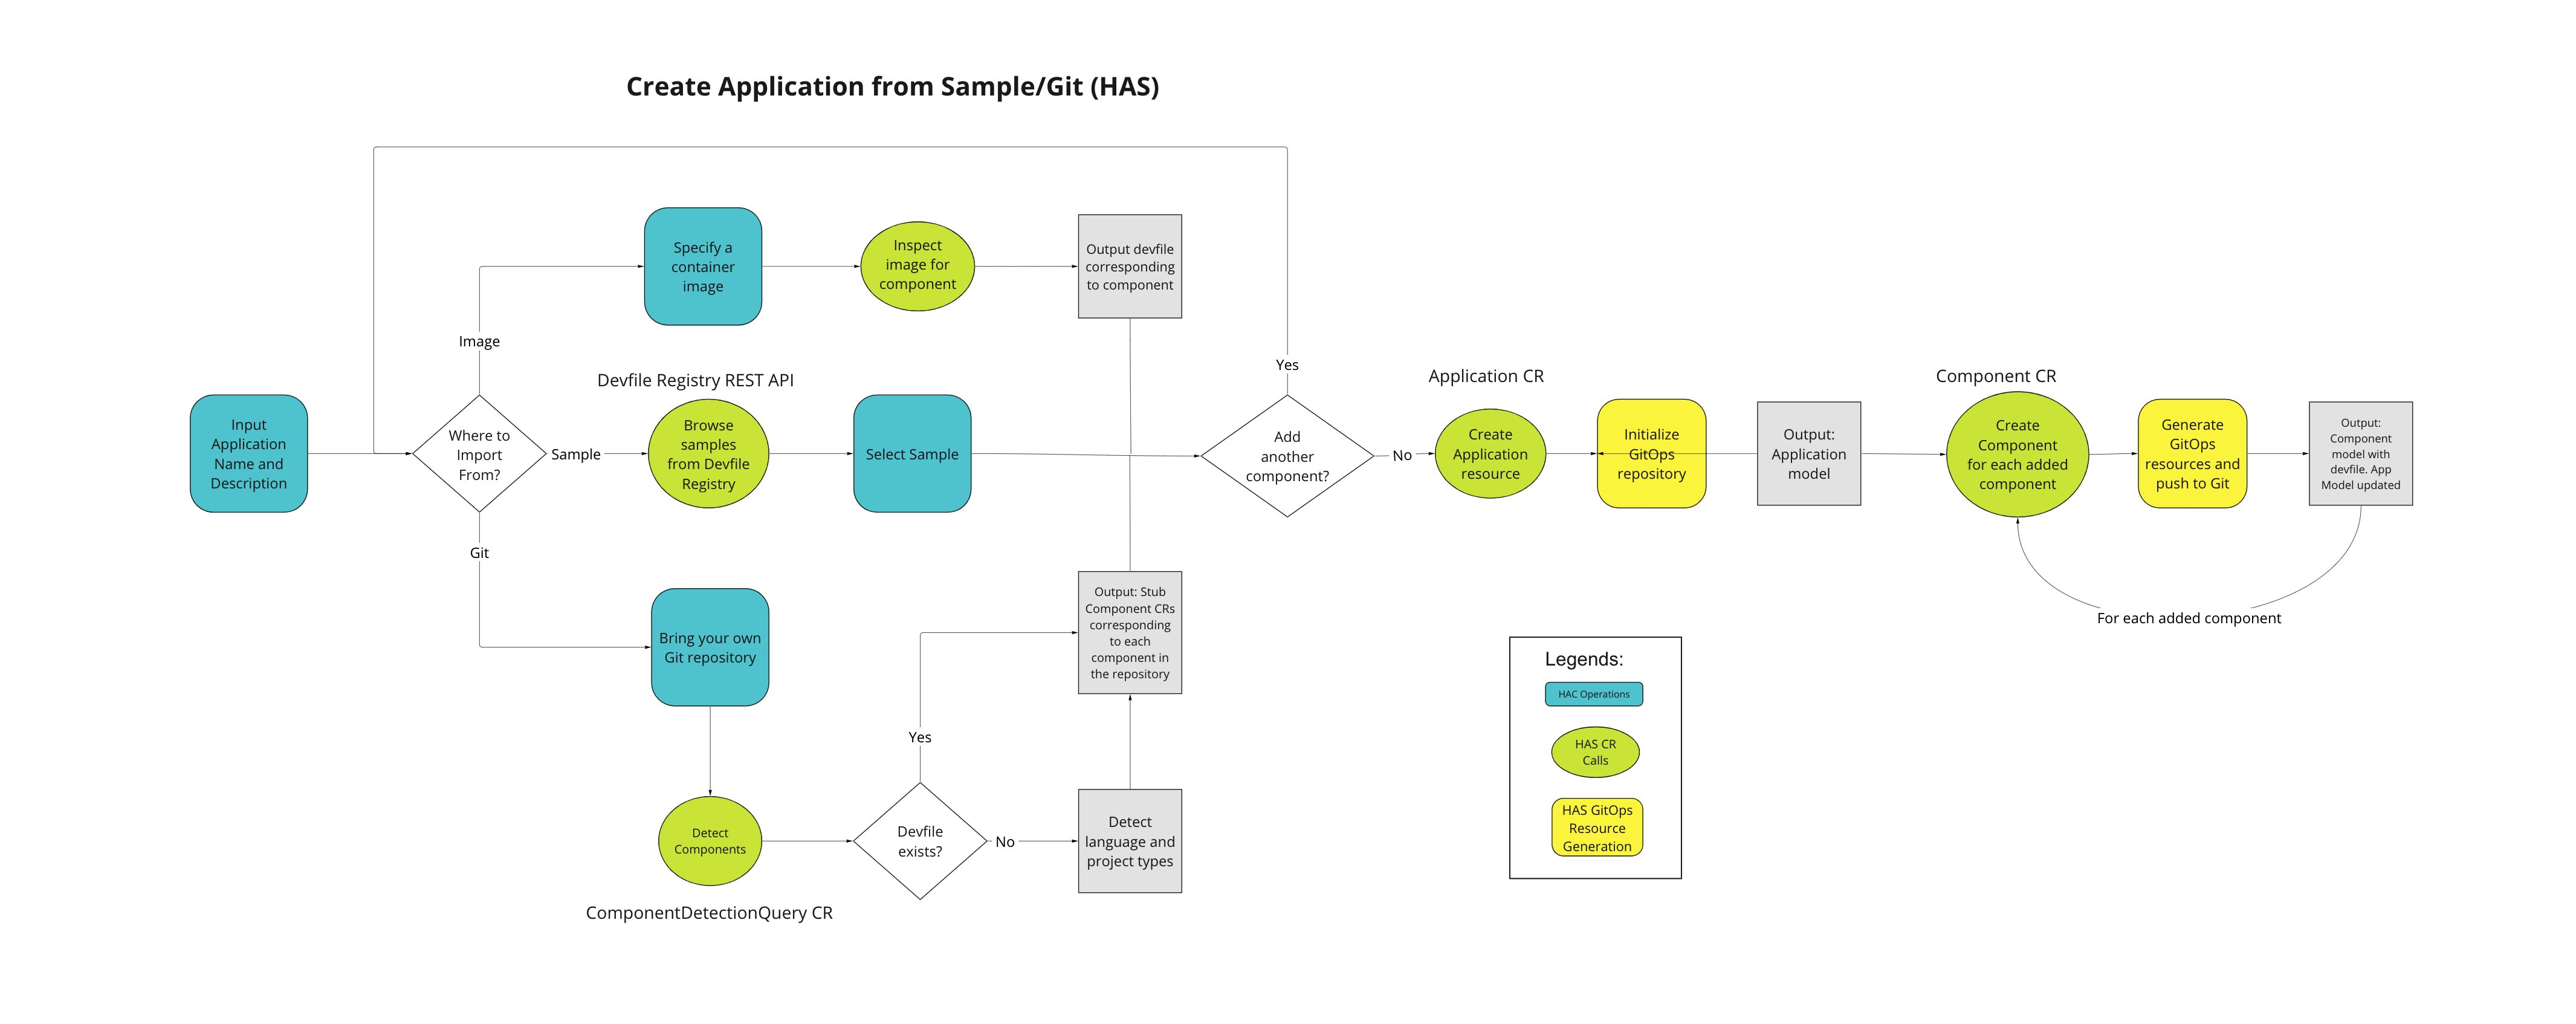 Create Application from Sample/Git (HAS)
Specify a
container
image
Inspect
image for
component
Output devfile
corresponding
to component
Image
Yes
Devfile Registry REST API
Application CR
Component CR
Input
Application
Name and
Description
Where to
Import
From?
Sample
Browse
samples
from Devfile
Registry
Select Sample
Add
another
component?
No
Create
Application
resource
Initialize
GitOps
repository
Output:
Application
model
Create
Component
for each added
component
Generate
GitOps
resources and
push to Git
Output:
Component
model with
devfile. App
Model updated
Git
For each added component
Bring your own
Git repository
Output: Stub
Component CRs
corresponding
to each
component in
the repository
Yes
Detect
Components
Devfile
exists?
No
Detect
language and
project types
ComponentDetectionQuery CR
Legends:
HAC Operations
HAS CR
Calls
HAS GitOps
Resource
Generation